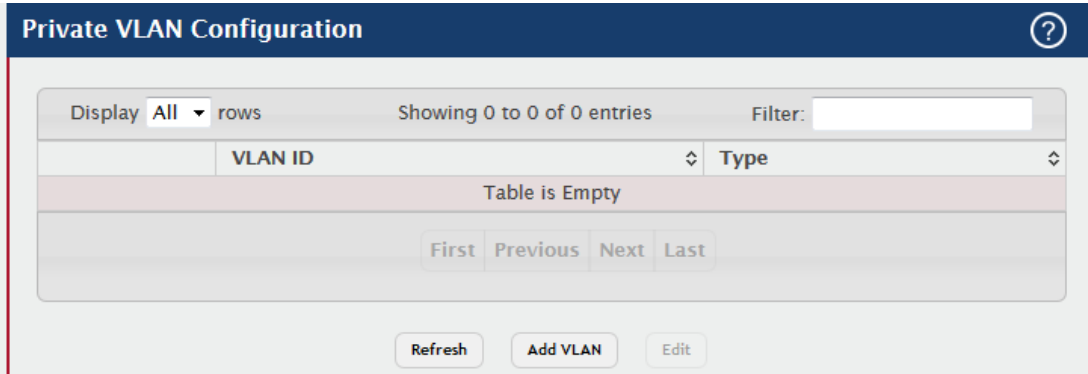 Private VLAN Configuration ?
Display All rows Showing 0 to 0 of 0 entries Filter:
VLAN ID Type
Table is Empty
First Previous Next Last
Refresh Add VLAN Edit